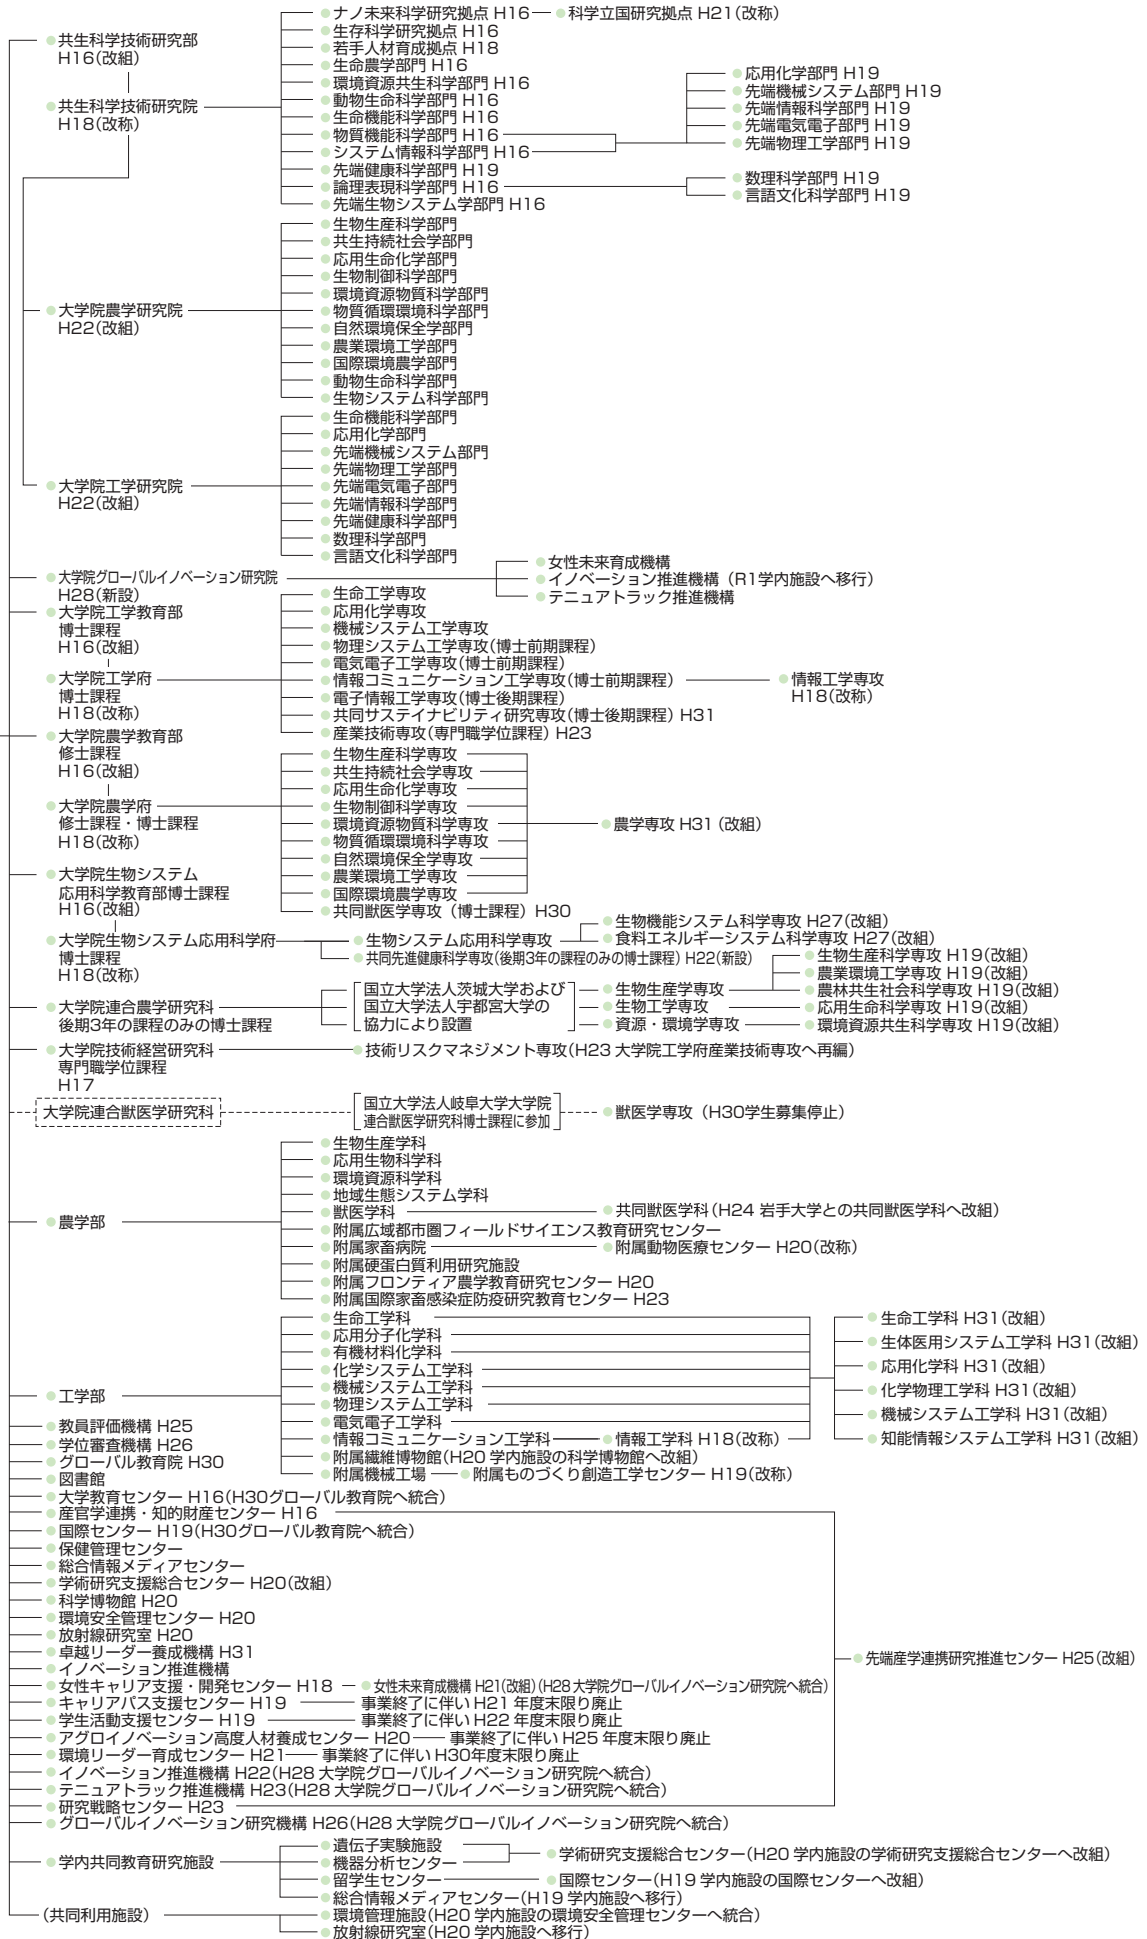 共生科学技術研究部
H16(改組)
共生科学技術研究院
H18(改称)
ナノ未来科学研究拠点 H16
科学立国研究拠点 H21(改称)
生存科学研究拠点 H16
若手人材育成拠点 H18
生命農学部門 H16
環境資源共生科学部門 H16
動物生命科学部門 H16
生命機能科学部門 H16
物質機能科学部門 H16
システム情報科学部門 H16
先端健康科学部門 H19
論理表現科学部門 H16
先端生物システム学部門 H16
応用化学部門 H19
先端機械システム部門 H19
先端情報科学部門 H19
先端電気電子部門 H19
先端物理工学部門 H19
数理科学部門 H19
言語文化科学部門 H19
大学院農学研究院
H22(改組)
生物生産科学部門
共生持続社会学部門
応用生命化学部門
生物制御科学部門
環境資源物質科学部門
物質循環環境科学部門
自然環境保全学部門
農業環境工学部門
国際環境農学部門
動物生命科学部門
生物システム科学部門
大学院工学研究院
H22(改組)
生命機能科学部門
応用化学部門
先端機械システム部門
先端物理工学部門
先端電気電子部門
先端情報科学部門
先端健康科学部門
数理科学部門
言語文化科学部門
大学院グローバルイノベーション研究院
H28(新設)
女性未来育成機構
イノベーション推進機構（R1学内施設へ移行）
テニュアトラック推進機構
大学院工学教育部
博士課程
H16(改組)
大学院工学府
博士課程
H18(改称)
生命工学専攻
応用化学専攻
機械システム工学専攻
物理システム工学専攻(博士前期課程)
電気電子工学専攻(博士前期課程)
情報コミュニケーション工学専攻(博士前期課程)
情報工学専攻
H18(改称)
電子情報工学専攻(博士後期課程)
共同サステイナビリティ研究専攻(博士後期課程) H31
産業技術専攻(専門職学位課程) H23
大学院農学教育部
修士課程
H16(改組)
大学院農学府
修士課程・博士課程
H18(改称)
生物生産科学専攻
共生持続社会学専攻
応用生命化学専攻
生物制御科学専攻
環境資源物質科学専攻
物質循環環境科学専攻
自然環境保全学専攻
農業環境工学専攻
国際環境農学専攻
共同獣医学専攻（博士課程）H30
農学専攻 H31 (改組)
大学院生物システム
応用科学教育部博士課程
H16(改組)
大学院生物システム応用科学府
博士課程
H18(改称)
生物システム応用科学専攻
共同先進健康科学専攻(後期3年の課程のみの博士課程) H22(新設)
生物機能システム科学専攻 H27(改組)
食料エネルギーシステム科学専攻 H27(改組)
大学院連合農学研究科
後期3年の課程のみの博士課程
国立大学法人茨城大学および
国立大学法人宇都宮大学の
協力により設置
生物生産学専攻
生物工学専攻
資源・環境学専攻
生物生産科学専攻 H19(改組)
農業環境工学専攻 H19(改組)
農林共生社会科学専攻 H19(改組)
応用生命科学専攻 H19(改組)
環境資源共生科学専攻 H19(改組)
大学院技術経営研究科
専門職学位課程
H17
技術リスクマネジメント専攻(H23 大学院工学府産業技術専攻へ再編)
大学院連合獣医学研究科
国立大学法人岐阜大学大学院
連合獣医学研究科博士課程に参加
獣医学専攻（H30学生募集停止）
農学部
生物生産学科
応用生物科学科
環境資源科学科
地域生態システム学科
獣医学科
共同獣医学科(H24 岩手大学との共同獣医学科へ改組)
附属広域都市圏フィールドサイエンス教育研究センター
附属家畜病院
附属動物医療センター H20(改称)
附属硬蛋白質利用研究施設
附属フロンティア農学教育研究センター H20
附属国際家畜感染症防疫研究教育センター H23
工学部
生命工学科
応用分子化学科
有機材料化学科
化学システム工学科
機械システム工学科
物理システム工学科
電気電子工学科
情報コミュニケーション工学科
情報工学科 H18(改称)
附属繊維博物館(H20 学内施設の科学博物館へ改組)
附属機械工場
附属ものづくり創造工学センター H19(改称)
生命工学科 H31(改組)
生体医用システム工学科 H31(改組)
応用化学科 H31(改組)
化学物理工学科 H31(改組)
機械システム工学科 H31(改組)
知能情報システム工学科 H31(改組)
教員評価機構 H25
学位審査機構 H26
グローバル教育院 H30
図書館
大学教育センター H16(H30グローバル教育院へ統合)
産官学連携・知的財産センター H16
国際センター H19(H30グローバル教育院へ統合)
保健管理センター
総合情報メディアセンター
学術研究支援総合センター H20(改組)
科学博物館 H20
環境安全管理センター H20
放射線研究室 H20
卓越リーダー養成機構 H31
先端産学連携研究推進センター H25(改組)
イノベーション推進機構
女性キャリア支援・開発センター H18
女性未来育成機構 H21(改組)(H28 大学院グローバルイノベーション研究院へ統合)
キャリアパス支援センター H19
事業終了に伴い H21 年度末限り廃止
学生活動支援センター H19
事業終了に伴い H22 年度末限り廃止
アグロイノベーション高度人材養成センター H20
事業終了に伴い H25 年度末限り廃止
環境リーダー育成センター H21
事業終了に伴い H30年度末限り廃止
イノベーション推進機構 H22(H28 大学院グローバルイノベーション研究院へ統合)
テニュアトラック推進機構 H23(H28 大学院グローバルイノベーション研究院へ統合)
研究戦略センター H23
グローバルイノベーション研究機構 H26(H28 大学院グローバルイノベーション研究院へ統合)
学内共同教育研究施設
遺伝子実験施設
機器分析センター
学術研究支援総合センター(H20 学内施設の学術研究支援総合センターへ改組)
留学生センター
国際センター(H19 学内施設の国際センターへ改組)
総合情報メディアセンター(H19 学内施設へ移行)
(共同利用施設)
環境管理施設(H20 学内施設の環境安全管理センターへ統合)
放射線研究室(H20 学内施設へ移行)